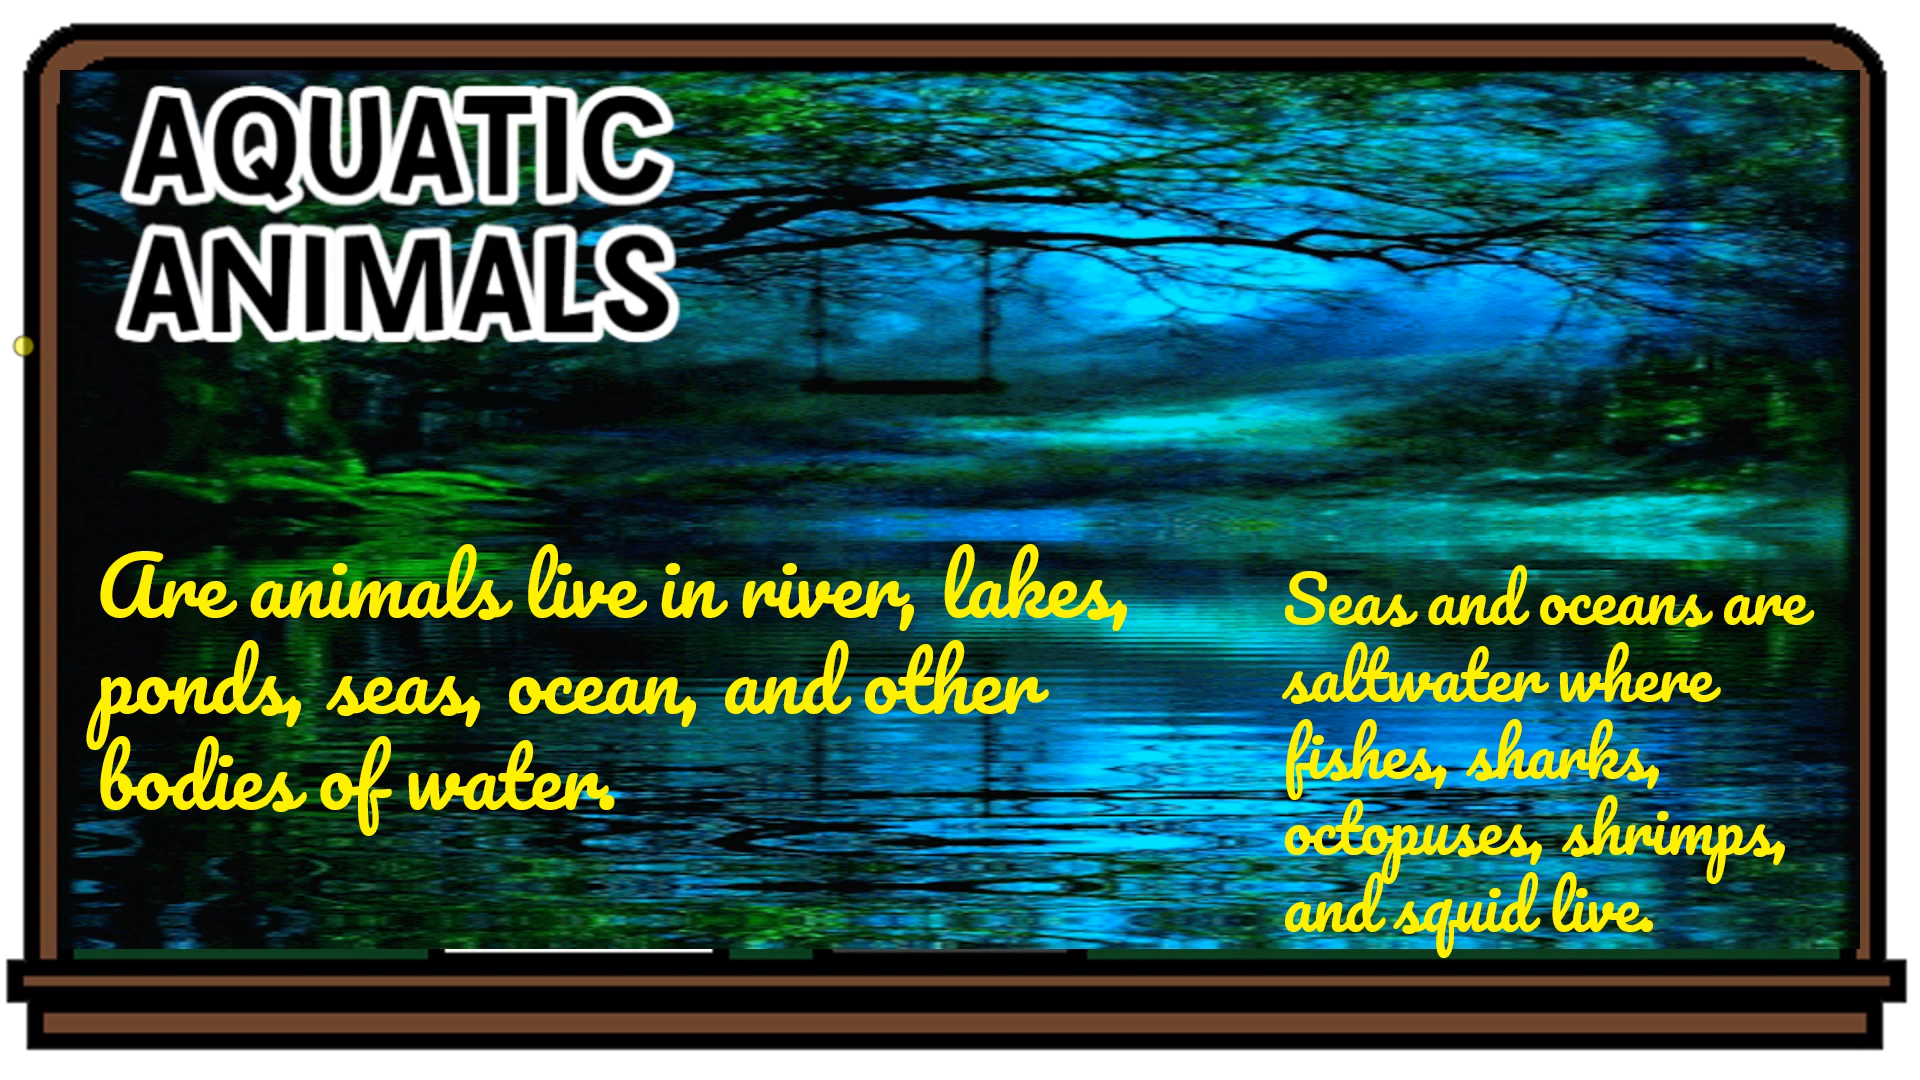 AQUATIC
ANIMALS
Are animals live in river, lakes,
ponds, seas, ocean, and other
bodies of water.
Seas and oceans are
saltwater where
fishes, sharks,
octopuses, shrimps,
and squid live.